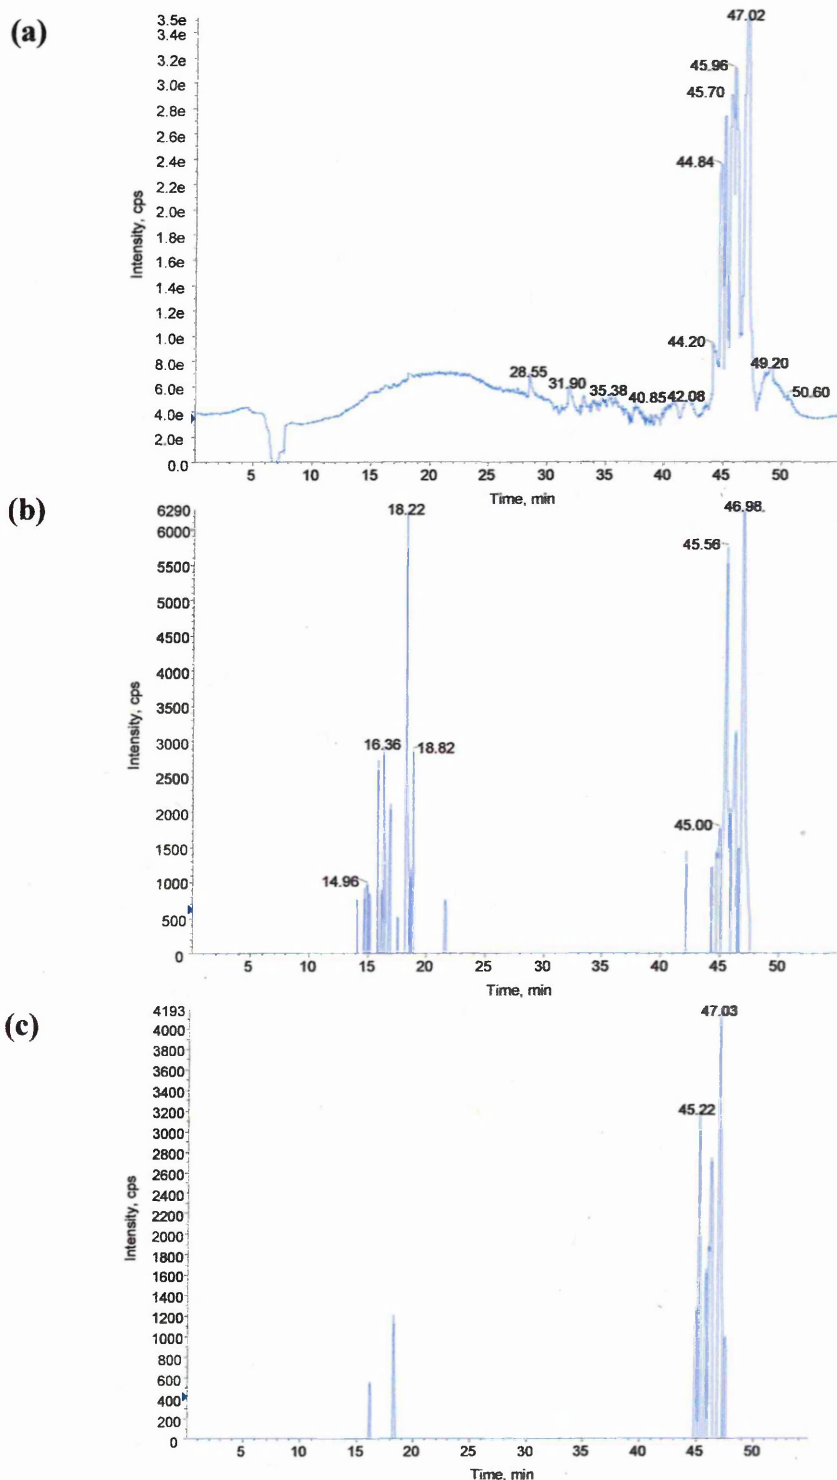 (a)
3.5e
3.4e
3.2e
3.0e
2.8e
2.6e
2.4e
2.2e
2.0e
1.8e
1.6e
1.4e
1.2e
1.0e
8.0e
6.0e
4.0e
2.0e
0.0
Intensity, cps
47.02
45.96
45.70
44.84
44.20
28.55
31.90
35.38
40.85
42.08
49.20
50.60
5 10 15 20 25 30 35 40 45 50
Time, min
(b)
6290
6000
5500
5000
4500
4000
3500
3000
2500
2000
1500
1000
500
0
Intensity, cps
18.22
46.98
45.56
16.36
18.82
45.00
14.96
5 10 15 20 25 30 35 40 45 50
Time, min
(c)
4193
4000
3800
3600
3400
3200
3000
2800
2600
2400
2200
2000
1800
1600
1400
1200
1000
800
600
400
200
0
Intensity, cps
47.03
45.22
5 10 15 20 25 30 35 40 45 50
Time, min